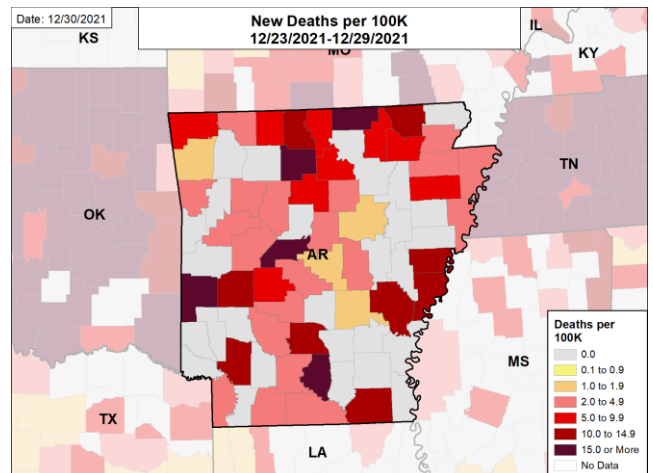 Date: 12/30/2021
New Deaths per 100K
12/23/2021-12/29/2021
KS
MO
IL
KY
OK
AR
TN
TX
LA
MS
Deaths per
100K
0.0
0.1 to 0.9
1.0 to 1.9
2.0 to 4.9
5.0 to 9.9
10.0 to 14.9
15.0 or More
No Data